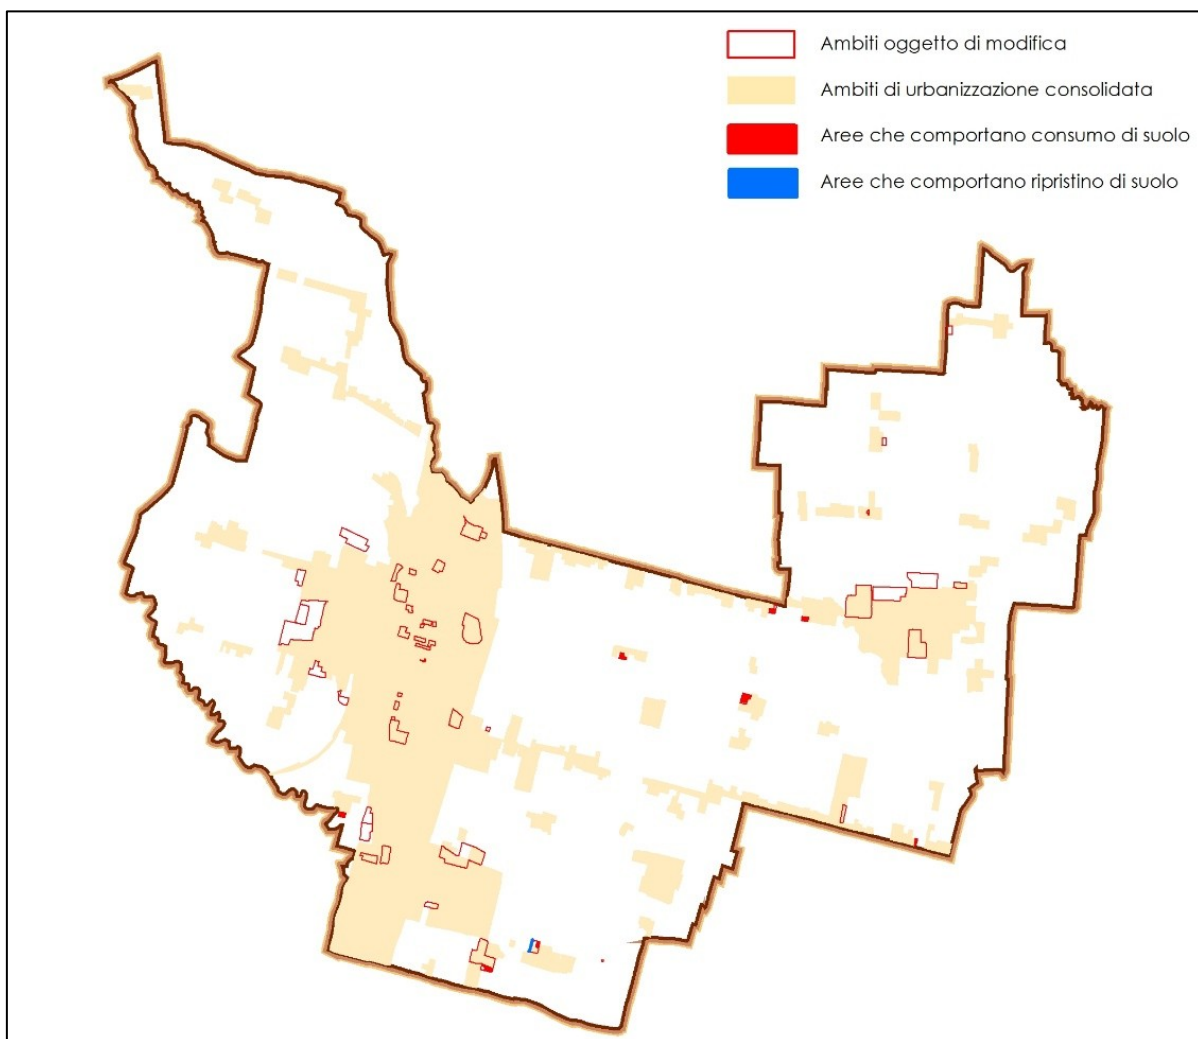 Ambiti oggetto di modifica
Ambiti di urbanizzazione consolidata
Aree che comportano consumo di suolo
Aree che comportano ripristino di suolo